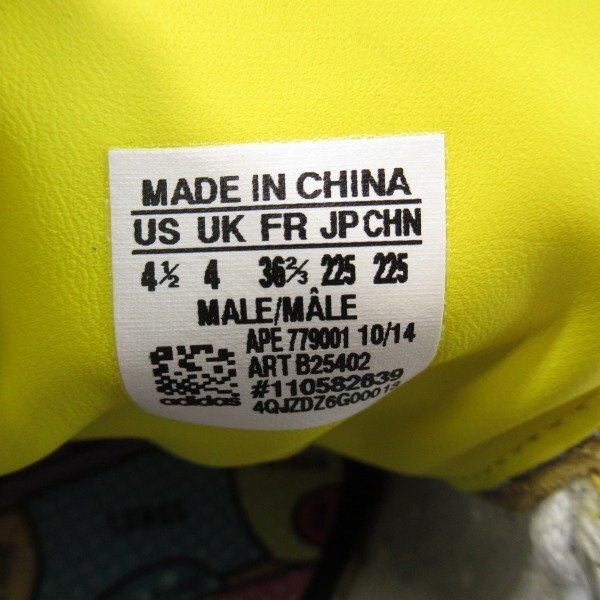 MADE IN CHINA
US UK FR JP CHN
4½ 4 36⅔ 225 225
MALE/MÂLE
APE 779001 10/14
ART B25402
#110582639
adidas
4QJZDZ6G00013